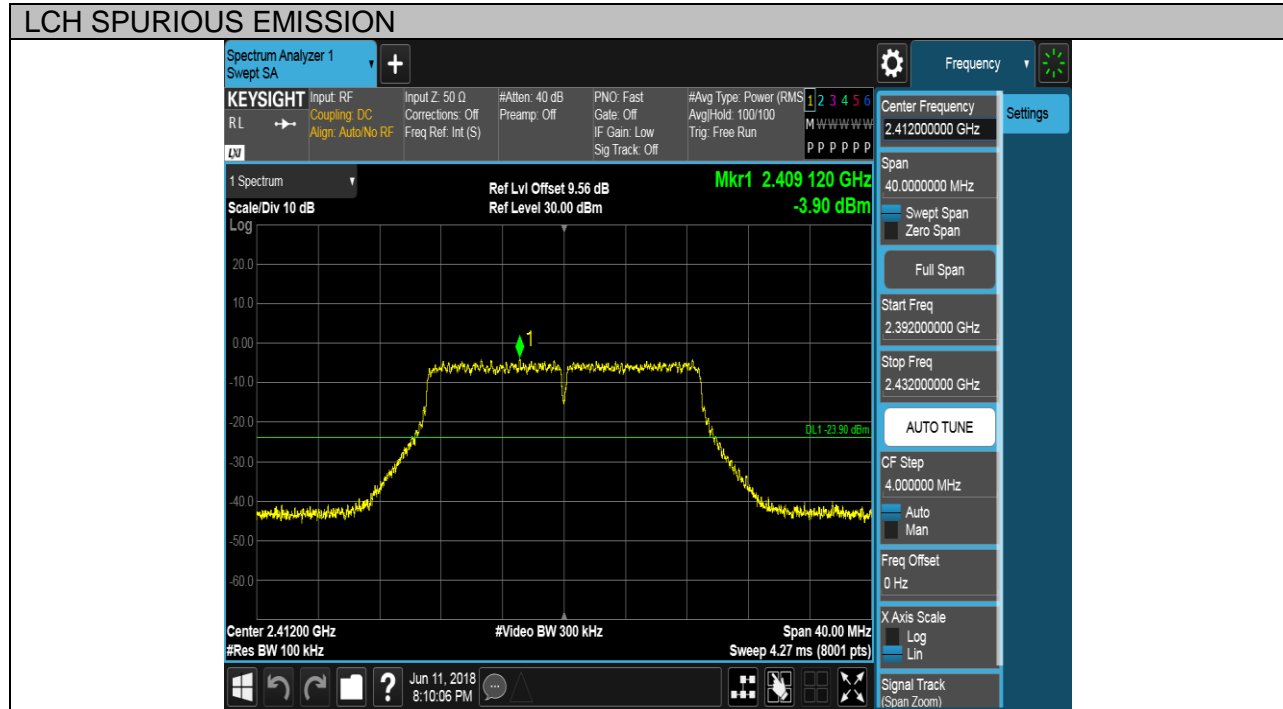 LCH SPURIOUS EMISSION
Spectrum Analyzer 1
Swept SA
+
Frequency
KEYSIGHT
RL
LXI
Input: RF
Coupling: DC
Align: Auto/No RF
Input Z: 50 Ω
Corrections: Off
Freq Ref: Int (S)
#Atten: 40 dB
Preamp: Off
PNO: Fast
Gate: Off
IF Gain: Low
Sig Track: Off
#Avg Type: Power (RMS
Avg|Hold: 100/100
Trig: Free Run
1 2 3 4 5 6
M W W W W W
P P P P P P
1 Spectrum
Scale/Div 10 dB
Log
Ref Lvl Offset 9.56 dB
Ref Level 30.00 dBm
Mkr1 2.409 120 GHz
-3.90 dBm
20.0
10.0
0.00
-10.0
-20.0
-30.0
-40.0
-50.0
-60.0
1
DL1 -23.90 dBm
Center 2.41200 GHz
#Res BW 100 kHz
#Video BW 300 kHz
Span 40.00 MHz
Sweep 4.27 ms (8001 pts)
?
Jun 11, 2018
8:10:06 PM
Center Frequency
2.412000000 GHz
Span
40.0000000 MHz
Swept Span
Zero Span
Full Span
Start Freq
2.392000000 GHz
Stop Freq
2.432000000 GHz
AUTO TUNE
CF Step
4.000000 MHz
Auto
Man
Freq Offset
0 Hz
X Axis Scale
Log
Lin
Signal Track
(Span Zoom)
Settings